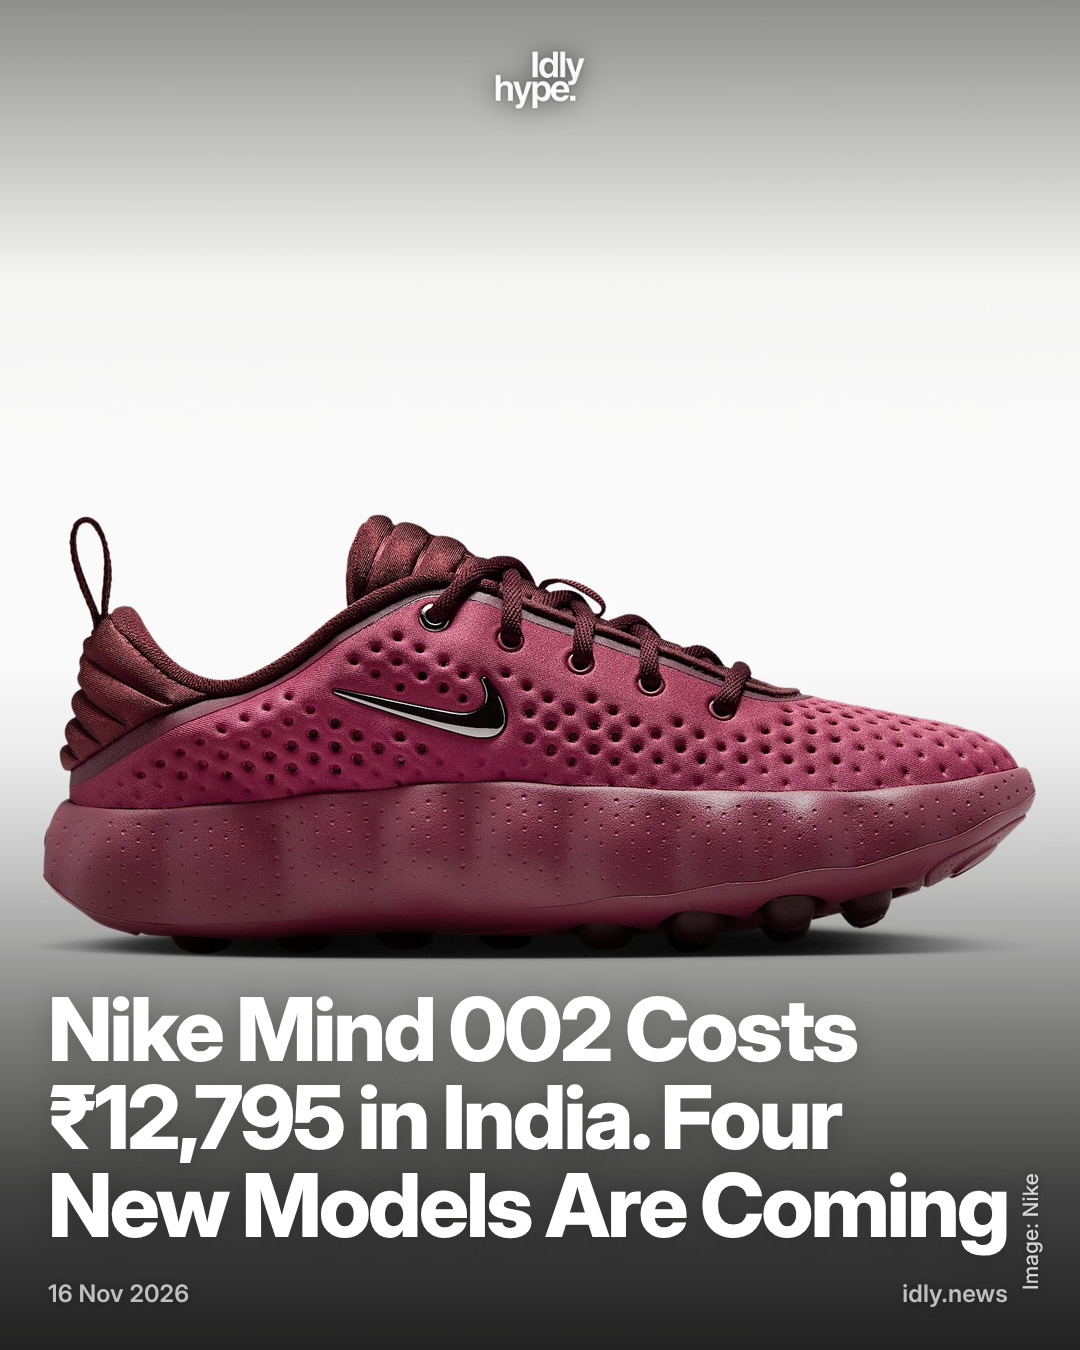 Idly
hype.
Nike Mind 002 Costs
₹12,795 in India. Four
New Models Are Coming
Image: Nike
16 Nov 2026
idly.news